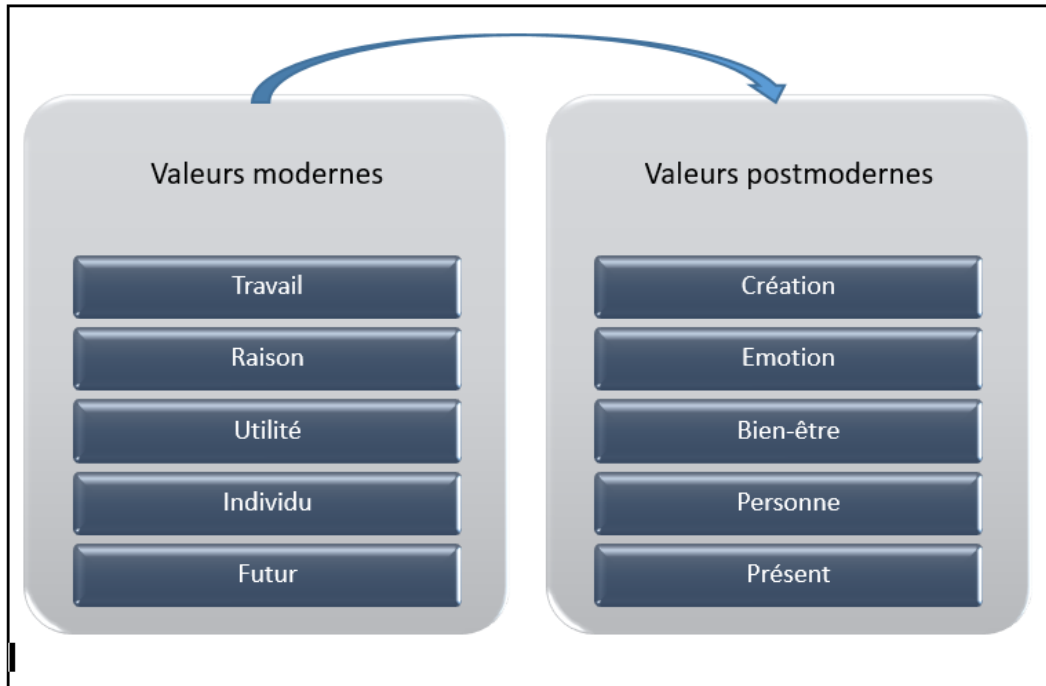 Valeurs modernes
Travail
Raison
Utilité
Individu
Futur
Valeurs postmodernes
Création
Emotion
Bien-être
Personne
Présent